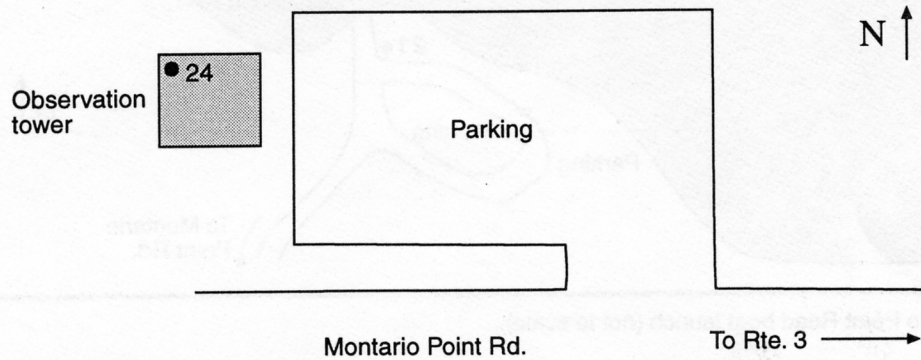 N
24
Observation
tower
Parking
Montario Point Rd.
To Rte. 3